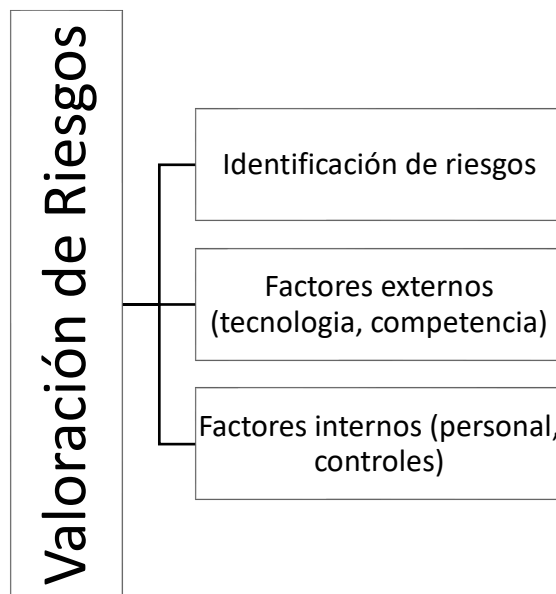 Valoración de Riesgos
Identificación de riesgos
Factores externos
(tecnologia, competencia)
Factores internos (personal,
controles)